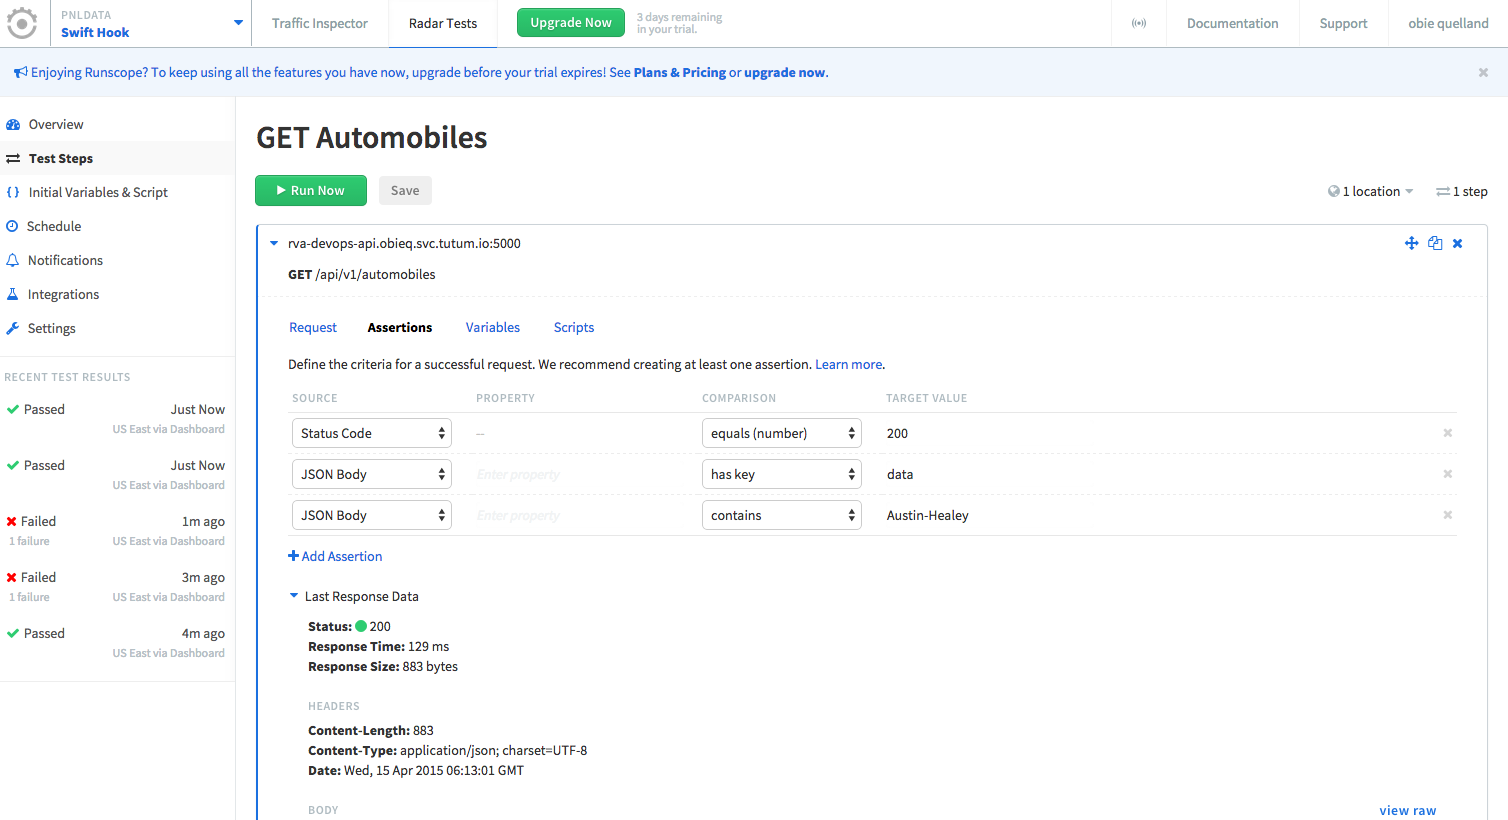 PNLDATA
Swift Hook
Traffic Inspector
Radar Tests
Upgrade Now
3 days remaining
in your trial.
Documentation
Support
obie quelland
Enjoying Runscope? To keep using all the features you have now, upgrade before your trial expires! See Plans & Pricing or upgrade now.
Overview
Test Steps
Initial Variables & Script
Schedule
Notifications
Integrations
Settings
RECENT TEST RESULTS
Passed Just Now
US East via Dashboard
Passed Just Now
US East via Dashboard
Failed 1m ago
1 failure US East via Dashboard
Failed 3m ago
1 failure US East via Dashboard
Passed 4m ago
US East via Dashboard
GET Automobiles
Run Now
Save
1 location
1 step
rva-devops-api.obieq.svc.tutum.io:5000
GET /api/v1/automobiles
Request Assertions Variables Scripts
Define the criteria for a successful request. We recommend creating at least one assertion. Learn more.
SOURCE PROPERTY COMPARISON TARGET VALUE
Status Code -- equals (number) 200
JSON Body Enter property has key data
JSON Body Enter property contains Austin-Healey
Add Assertion
Last Response Data
Status: 200
Response Time: 129 ms
Response Size: 883 bytes
HEADERS
Content-Length: 883
Content-Type: application/json; charset=UTF-8
Date: Wed, 15 Apr 2015 06:13:01 GMT
BODY
view raw